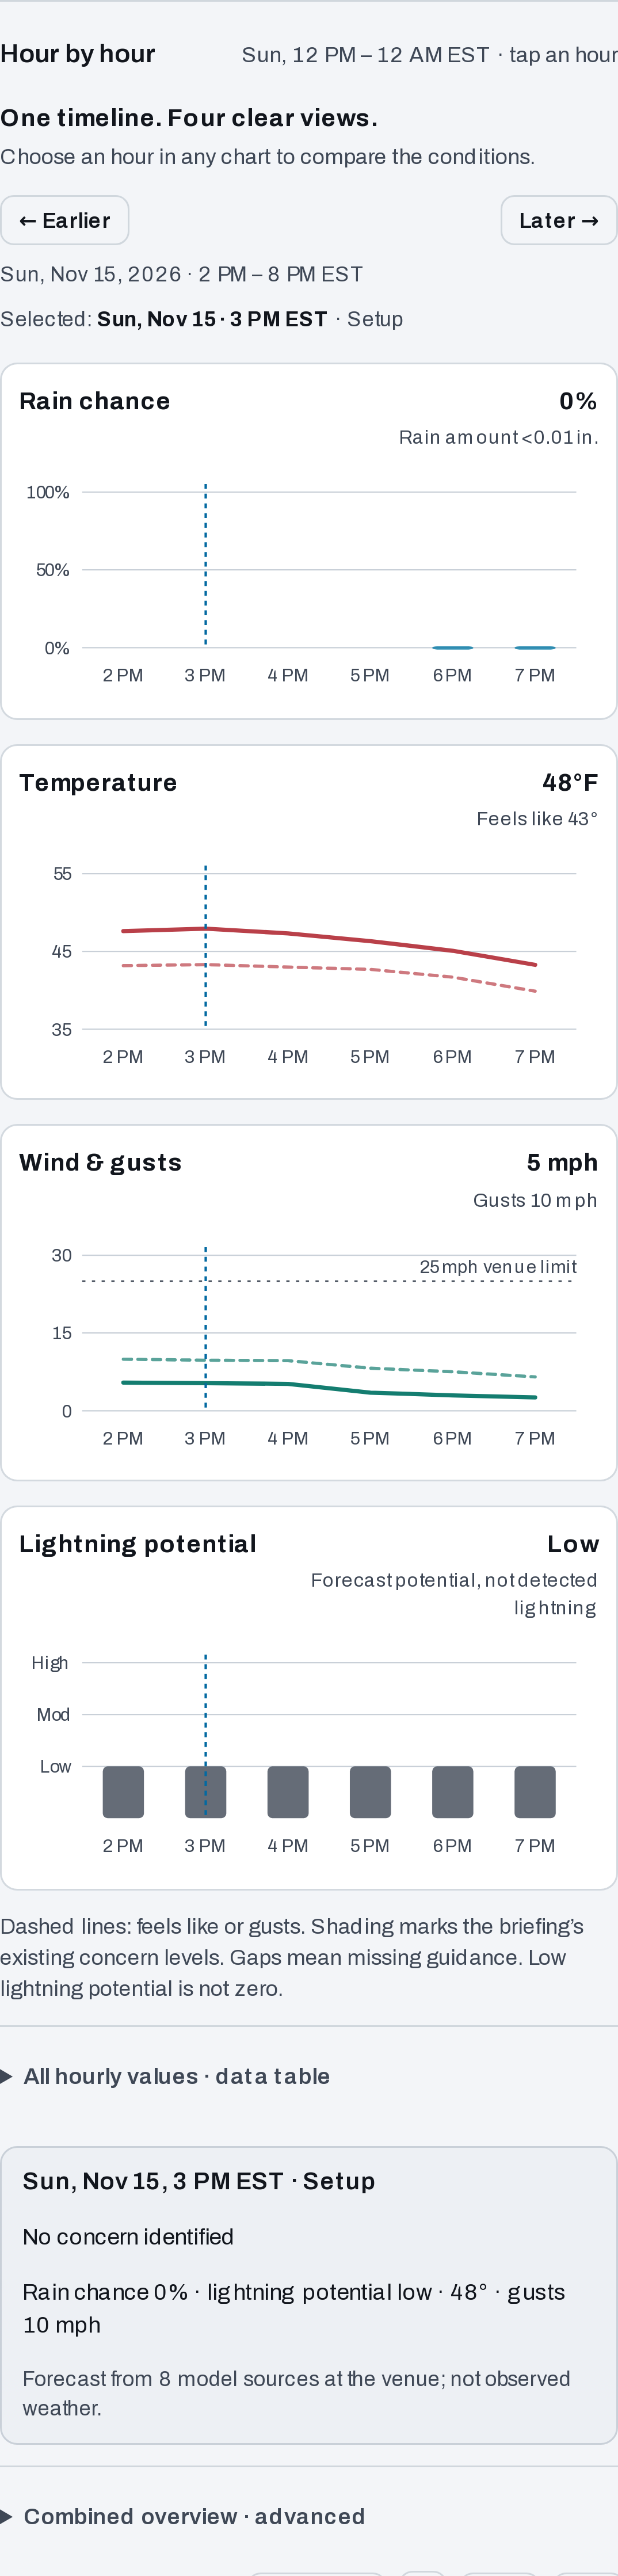 Hour by hour
Sun, 12 PM – 12 AM EST · tap an hour
One timeline. Four clear views.
Choose an hour in any chart to compare the conditions.
← Earlier
Later →
Sun, Nov 15, 2026 · 2 PM – 8 PM EST
Selected: Sun, Nov 15 · 3 PM EST · Setup
Rain chance
0%
Rain amount <0.01 in.
100%
50%
0%
2 PM 3 PM 4 PM 5 PM 6 PM 7 PM
Temperature
48°F
Feels like 43°
55
45
35
2 PM 3 PM 4 PM 5 PM 6 PM 7 PM
Wind & gusts
5 mph
Gusts 10 mph
30
25 mph venue limit
15
0
2 PM 3 PM 4 PM 5 PM 6 PM 7 PM
Lightning potential
Low
Forecast potential, not detected
lightning
High
Mod
Low
2 PM 3 PM 4 PM 5 PM 6 PM 7 PM
Dashed lines: feels like or gusts. Shading marks the briefing’s
existing concern levels. Gaps mean missing guidance. Low
lightning potential is not zero.
▶ All hourly values · data table
Sun, Nov 15, 3 PM EST · Setup
No concern identified
Rain chance 0% · lightning potential low · 48° · gusts
10 mph
Forecast from 8 model sources at the venue; not observed
weather.
▶ Combined overview · advanced